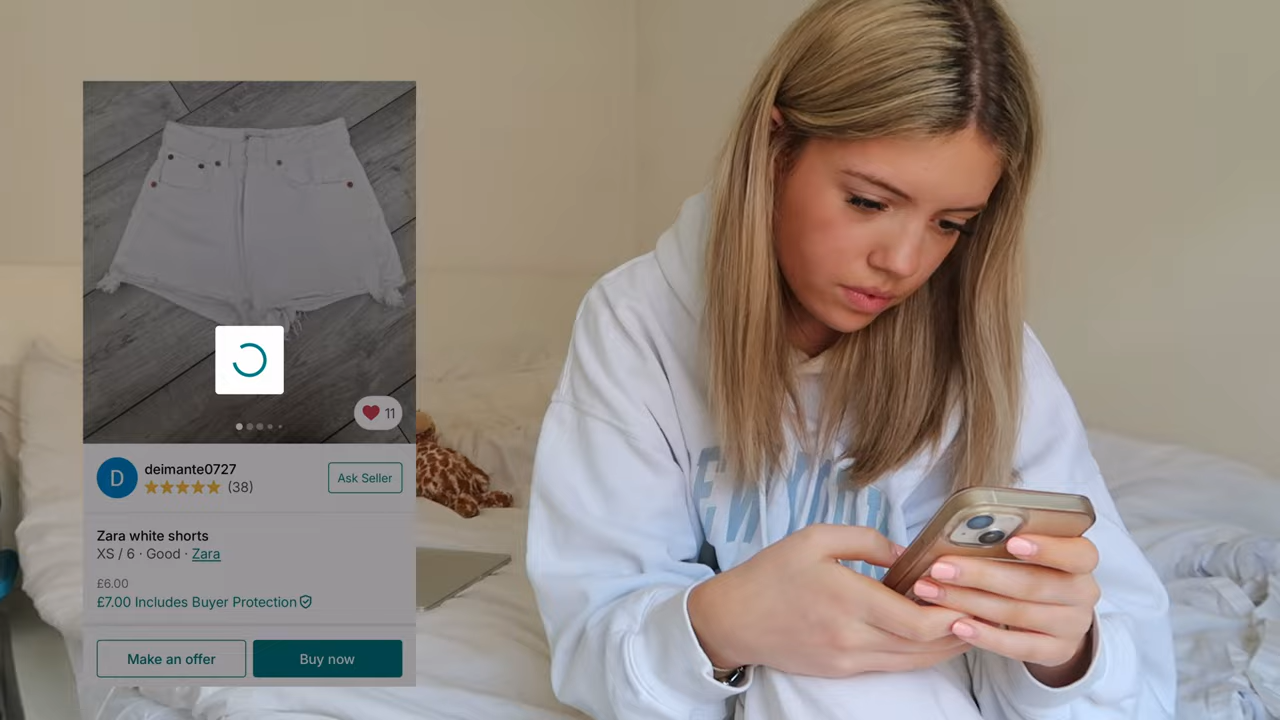 11
D
deimante0727
(38)
Ask Seller
Zara white shorts
XS / 6 · Good · Zara
£6.00
£7.00 Includes Buyer Protection
Make an offer
Buy now